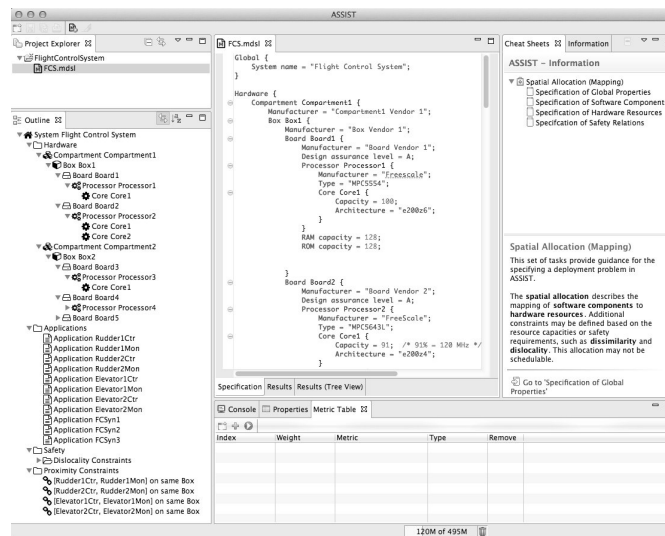 ASSIST
Project Explorer
FlightControlSystem
FCS.mdsl
Outline
System Flight Control System
Hardware
Compartment Compartment1
Box Box1
Board Board1
Processor Processor1
Core Core1
Board Board2
Processor Processor2
Core Core1
Core Core2
Compartment Compartment2
Box Box2
Board Board3
Processor Processor3
Core Core1
Board Board4
Processor Processor4
Board Board5
Applications
Application Rudder1Ctr
Application Rudder1Mon
Application Rudder2Ctr
Application Rudder2Mon
Application Elevator1Ctr
Application Elevator1Mon
Application Elevator2Ctr
Application Elevator2Mon
Application FCSyn1
Application FCSyn2
Application FCSyn3
Safety
Dislocality Constraints
Proximity Constraints
[Rudder1Ctr, Rudder1Mon] on same Box
[Rudder2Ctr, Rudder2Mon] on same Box
[Elevator1Ctr, Elevator1Mon] on same Box
[Elevator2Ctr, Elevator2Mon] on same Box
FCS.mdsl
Global {
System name = "Flight Control System";
}
Hardware {
Compartment Compartment1 {
Manufacturer = "Compartment1 Vendor 1";
Box Box1 {
Manufacturer = "Box Vendor 1";
Board Board1 {
Manufacturer = "Board Vendor 1";
Design assurance level = A;
Processor Processor1 {
Manufacturer = "Freescale";
Type = "MPC5554";
Core Core1 {
Capacity = 100;
Architecture = "e200z6";
}
}
RAM capacity = 128;
ROM capacity = 128;
}
Board Board2 {
Manufacturer = "Board Vendor 2";
Design assurance level = A;
Processor Processor2 {
Manufacturer = "FreeScale";
Type = "MPC5643L";
Core Core1 {
Capacity = 91; /* 91% = 120 MHz */
Architecture = "e200z4";
}
Specification Results Results (Tree View)
Cheat Sheets Information
ASSIST - Information
Spatial Allocation (Mapping)
Specification of Global Properties
Specification of Software Component
Specification of Hardware Resources
Specfication of Safety Relations
Spatial Allocation (Mapping)
This set of tasks provide guidance for the
specifying a deployment problem in
ASSIST.
The spatial allocation describes the
mapping of software components to
hardware resources. Additional
constraints may be defined based on the
resource capacities or safety
requirements, such as dissimilarity and
dislocality. This allocation may not be
schedulable.
Go to 'Specification of Global
Properties'
Console Properties Metric Table
Index Weight Metric Type Remove
120M of 495M